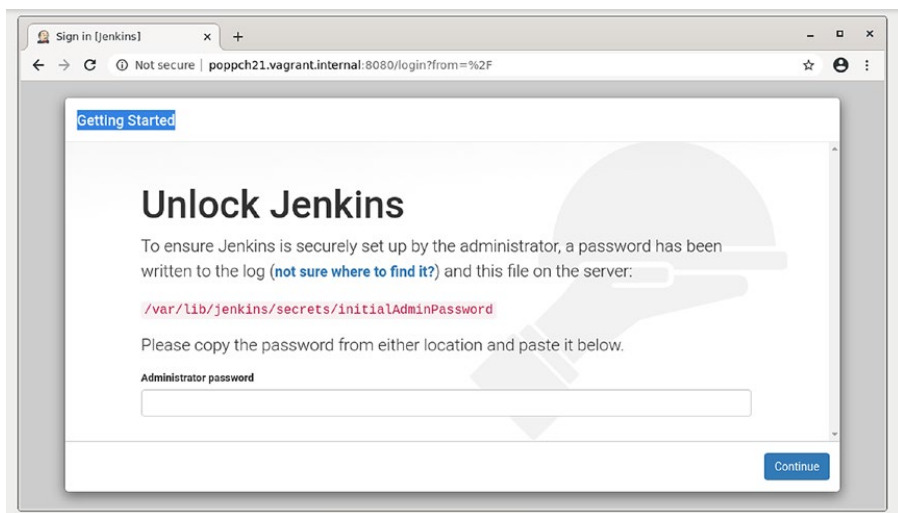 Sign in [Jenkins]
Not secure | poppch21.vagrant.internal:8080/login?from=%2F
Getting Started
Unlock Jenkins
To ensure Jenkins is securely set up by the administrator, a password has been
written to the log (not sure where to find it?) and this file on the server:
/var/lib/jenkins/secrets/initialAdminPassword
Please copy the password from either location and paste it below.
Administrator password
Continue